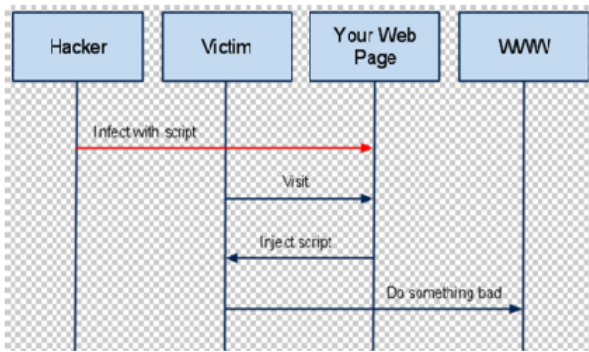 Hacker
Victim
Your Web
Page
WWW
Infect with script
Visit
Inject script
Do something bad